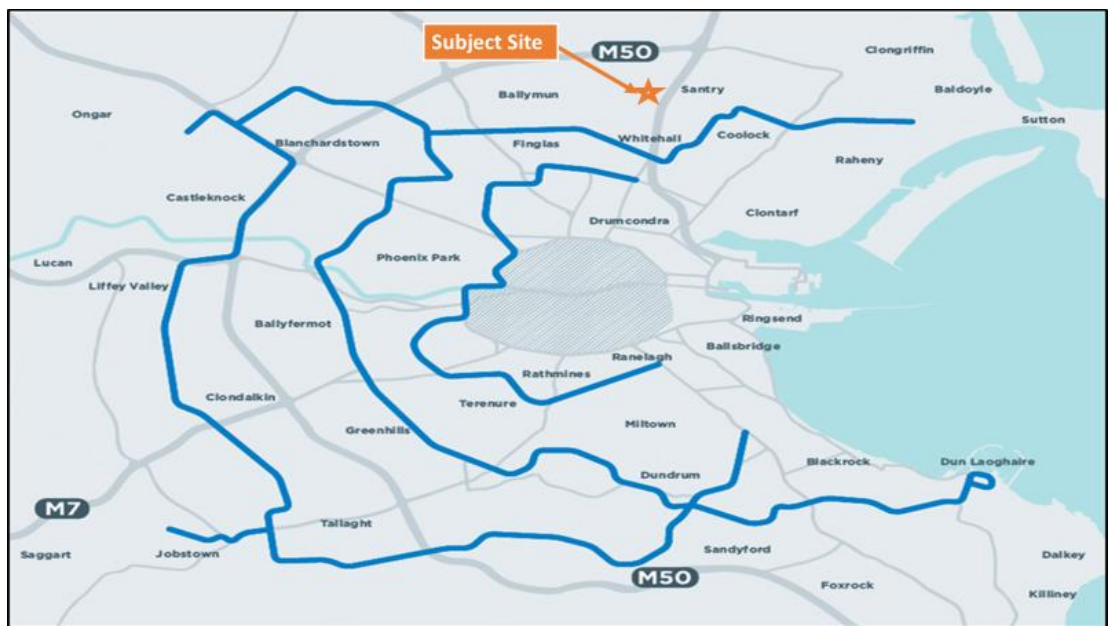 Subject Site
M50
Clongriffin
Santry
Ballymun
Baldoyle
Ongar
Sutton
Whitehall
Coolock
Blanchardstown
Finglas
Raheny
Castleknock
Clontarf
Drumcondra
Phoenix Park
Lucan
Liffey Valley
Ringsend
Ballyfermot
Ballsbridge
Ranelagh
Rathmines
Clondalkin
Terenure
Miltown
Greenhills
Blackrock
Dun Laoghaire
Dundrum
M7
Tallaght
Sandyford
Saggart
Jobstown
Dalkey
M50
Foxrock
Killiney